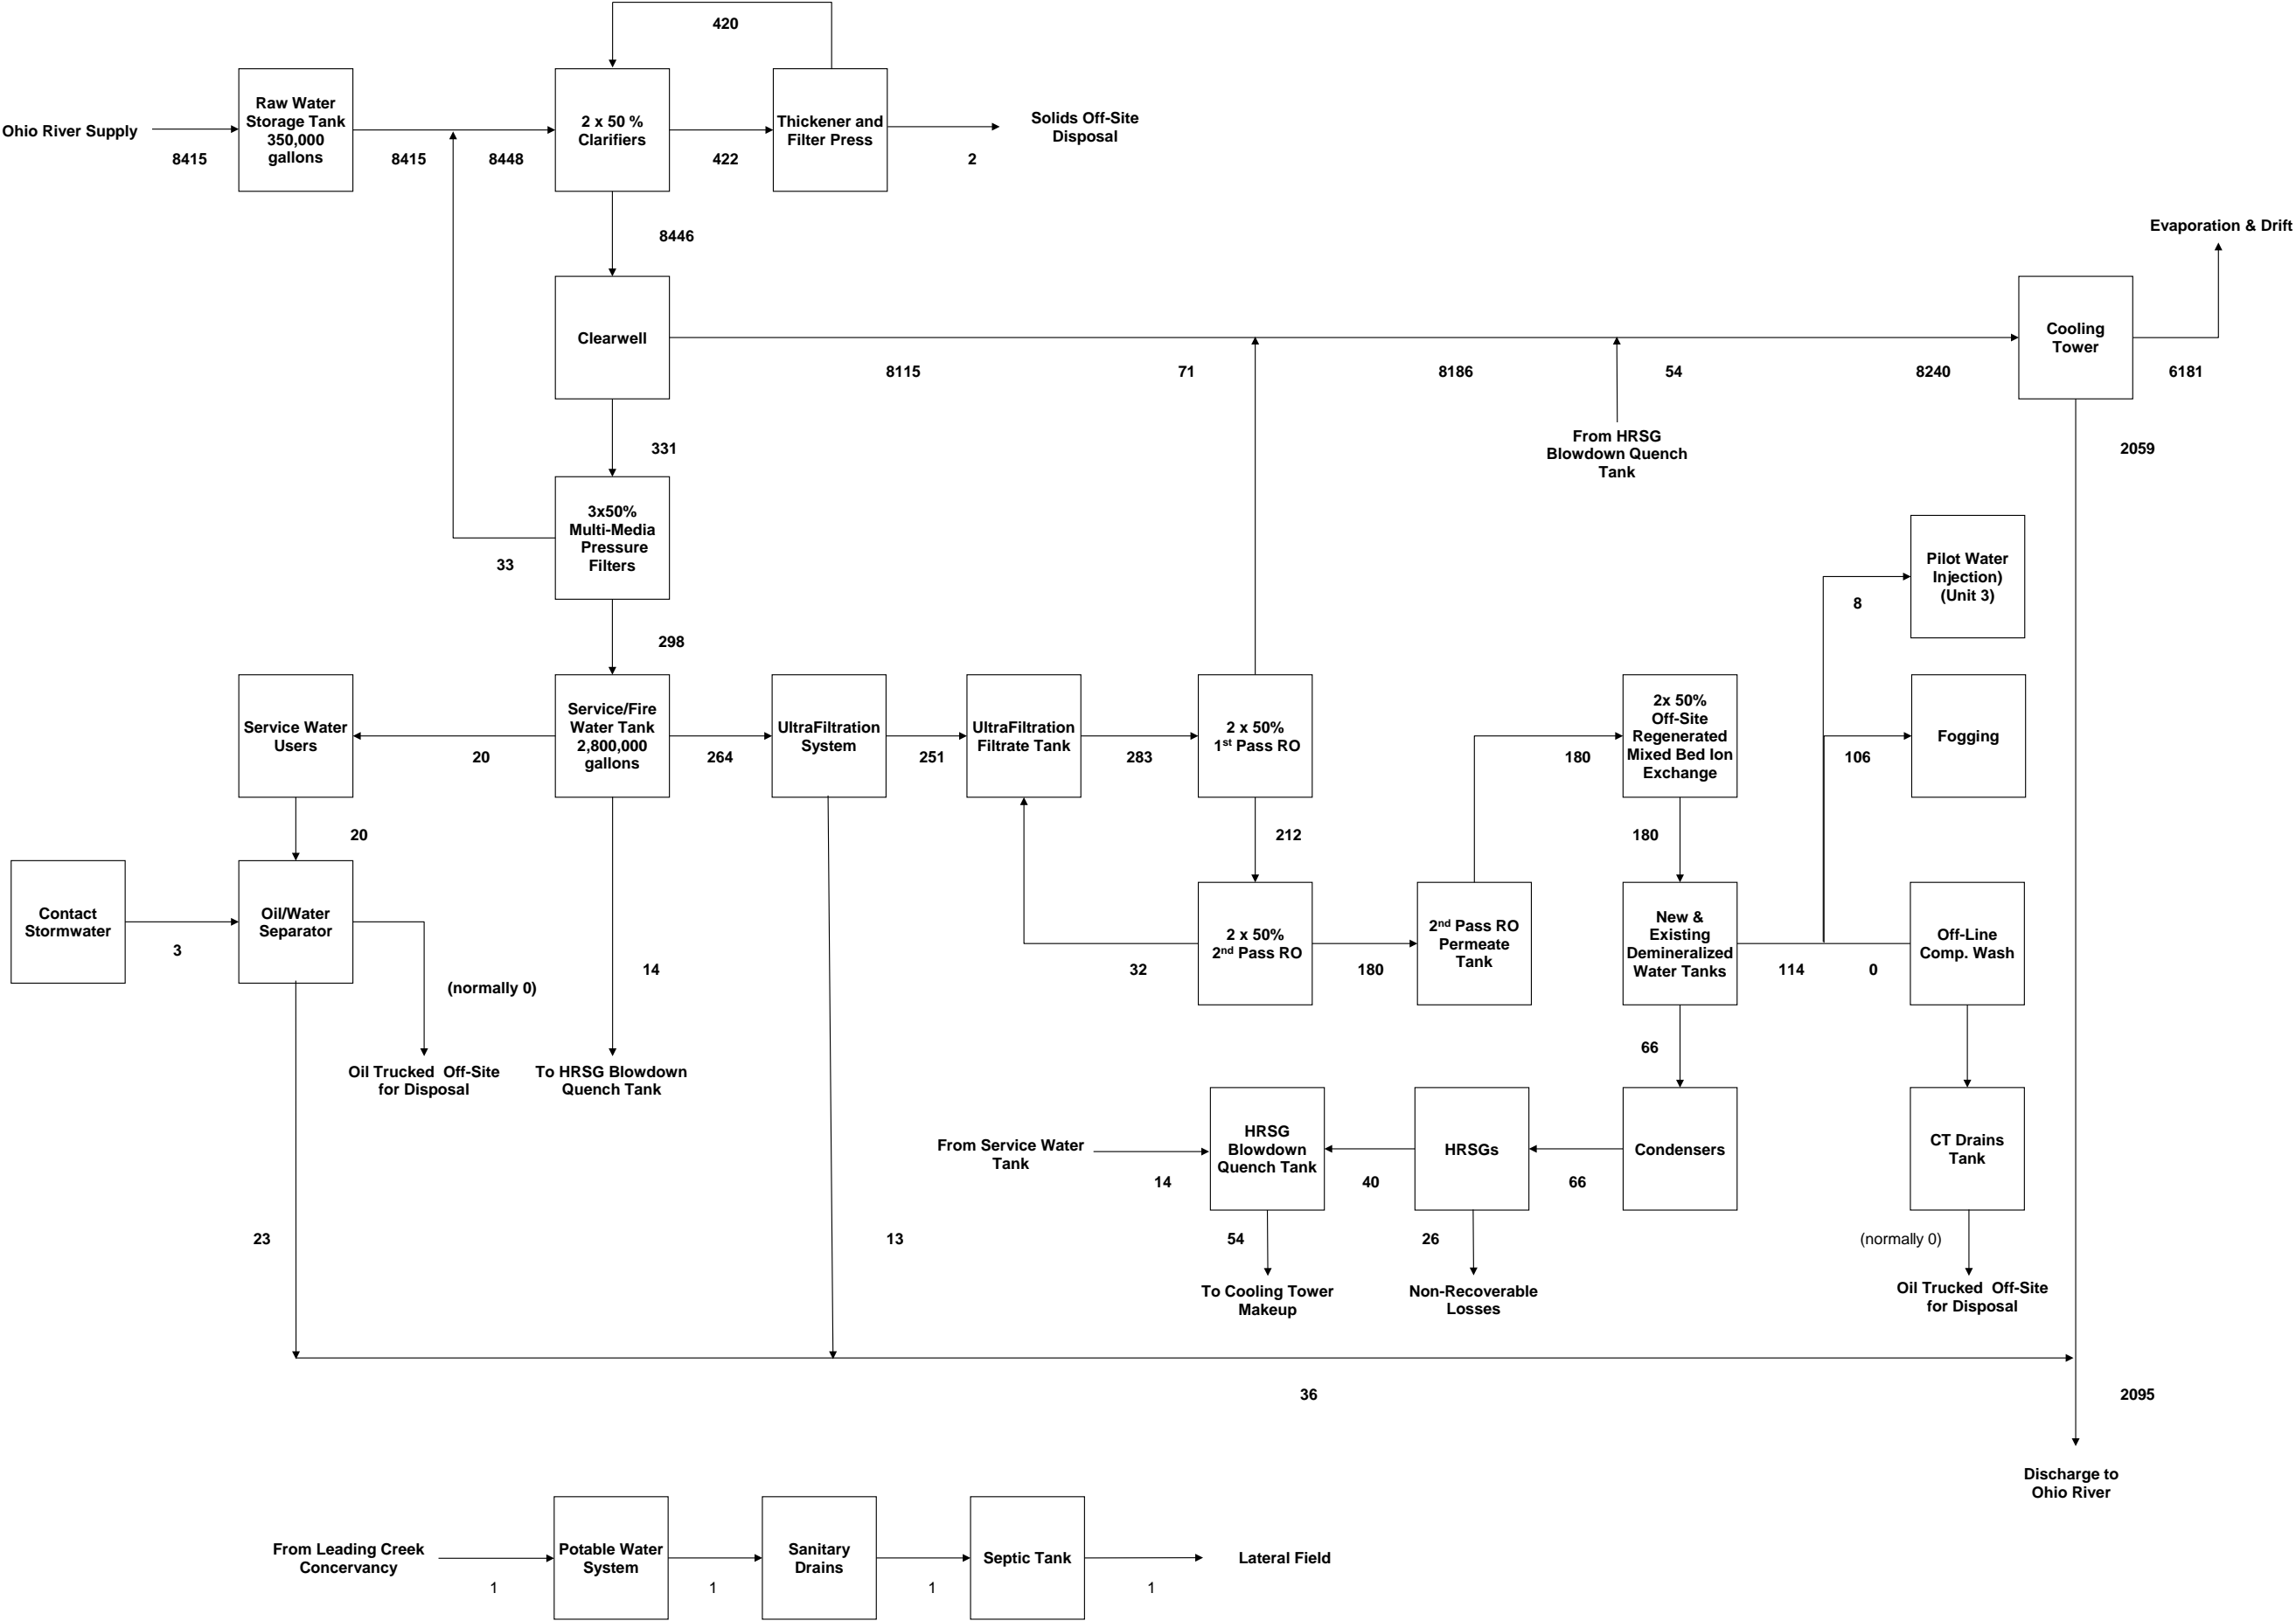 420
Raw Water
Storage Tank
350,000
gallons
2 x 50 %
Clarifiers
Thickener and
Filter Press
Solids Off-Site
Disposal
Ohio River Supply
8415
8415
8448
422
2
8446
Evaporation & Drift
Clearwell
Cooling
Tower
8115
71
8186
54
8240
6181
From HRSG
Blowdown Quench
Tank
331
2059
3x50%
Multi-Media
Pressure
Filters
33
Pilot Water
Injection)
(Unit 3)
8
298
Service Water
Users
Service/Fire
Water Tank
2,800,000
gallons
UltraFiltration
System
UltraFiltration
Filtrate Tank
2 x 50%
1st Pass RO
2x 50%
Off-Site
Regenerated
Mixed Bed Ion
Exchange
Fogging
20
264
251
283
180
106
20
212
180
Contact
Stormwater
Oil/Water
Separator
2 x 50%
2nd Pass RO
2nd Pass RO
Permeate
Tank
New &
Existing
Demineralized
Water Tanks
Off-Line
Comp. Wash
3
(normally 0)
14
32
180
114
0
66
Oil Trucked  Off-Site
for Disposal
To HRSG Blowdown
Quench Tank
From Service Water
Tank
HRSG
Blowdown
Quench Tank
HRSGs
Condensers
CT Drains
Tank
14
40
66
23
13
54
26
(normally 0)
To Cooling Tower
Makeup
Non-Recoverable
Losses
Oil Trucked  Off-Site
for Disposal
36
2095
Discharge to
Ohio River
From Leading Creek
Concervancy
Potable Water
System
Sanitary
Drains
Septic Tank
Lateral Field
1
1
1
1